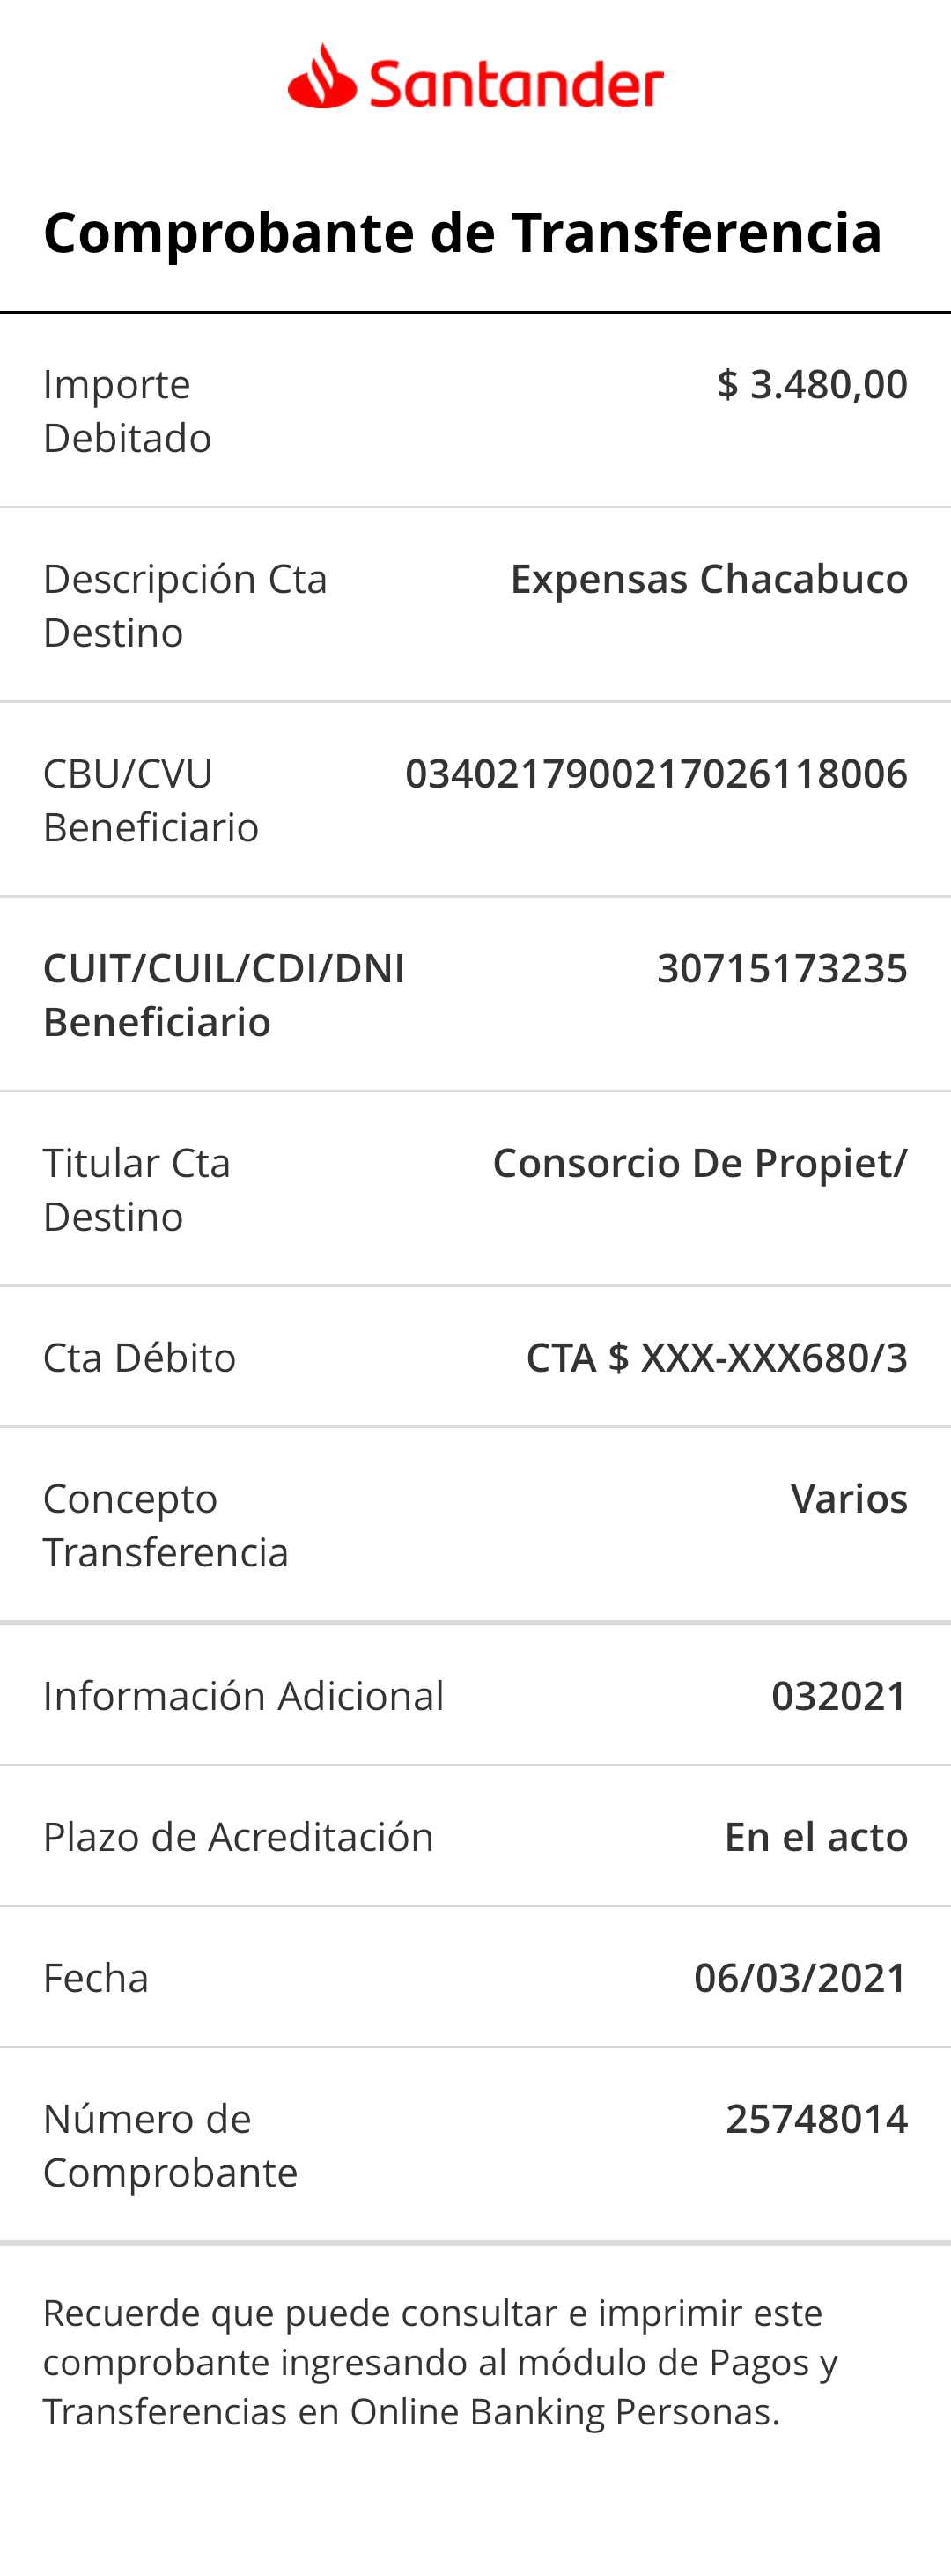 Santander
Comprobante de Transferencia
Importe Debitado $ 3.480,00
Descripción Cta Destino Expensas Chacabuco
CBU/CVU Beneficiario 0340217900217026118006
CUIT/CUIL/CDI/DNI Beneficiario 30715173235
Titular Cta Destino Consorcio De Propiet/
Cta Débito CTA $ XXX-XXX680/3
Concepto Transferencia Varios
Información Adicional 032021
Plazo de Acreditación En el acto
Fecha 06/03/2021
Número de Comprobante 25748014
Recuerde que puede consultar e imprimir este
comprobante ingresando al módulo de Pagos y
Transferencias en Online Banking Personas.